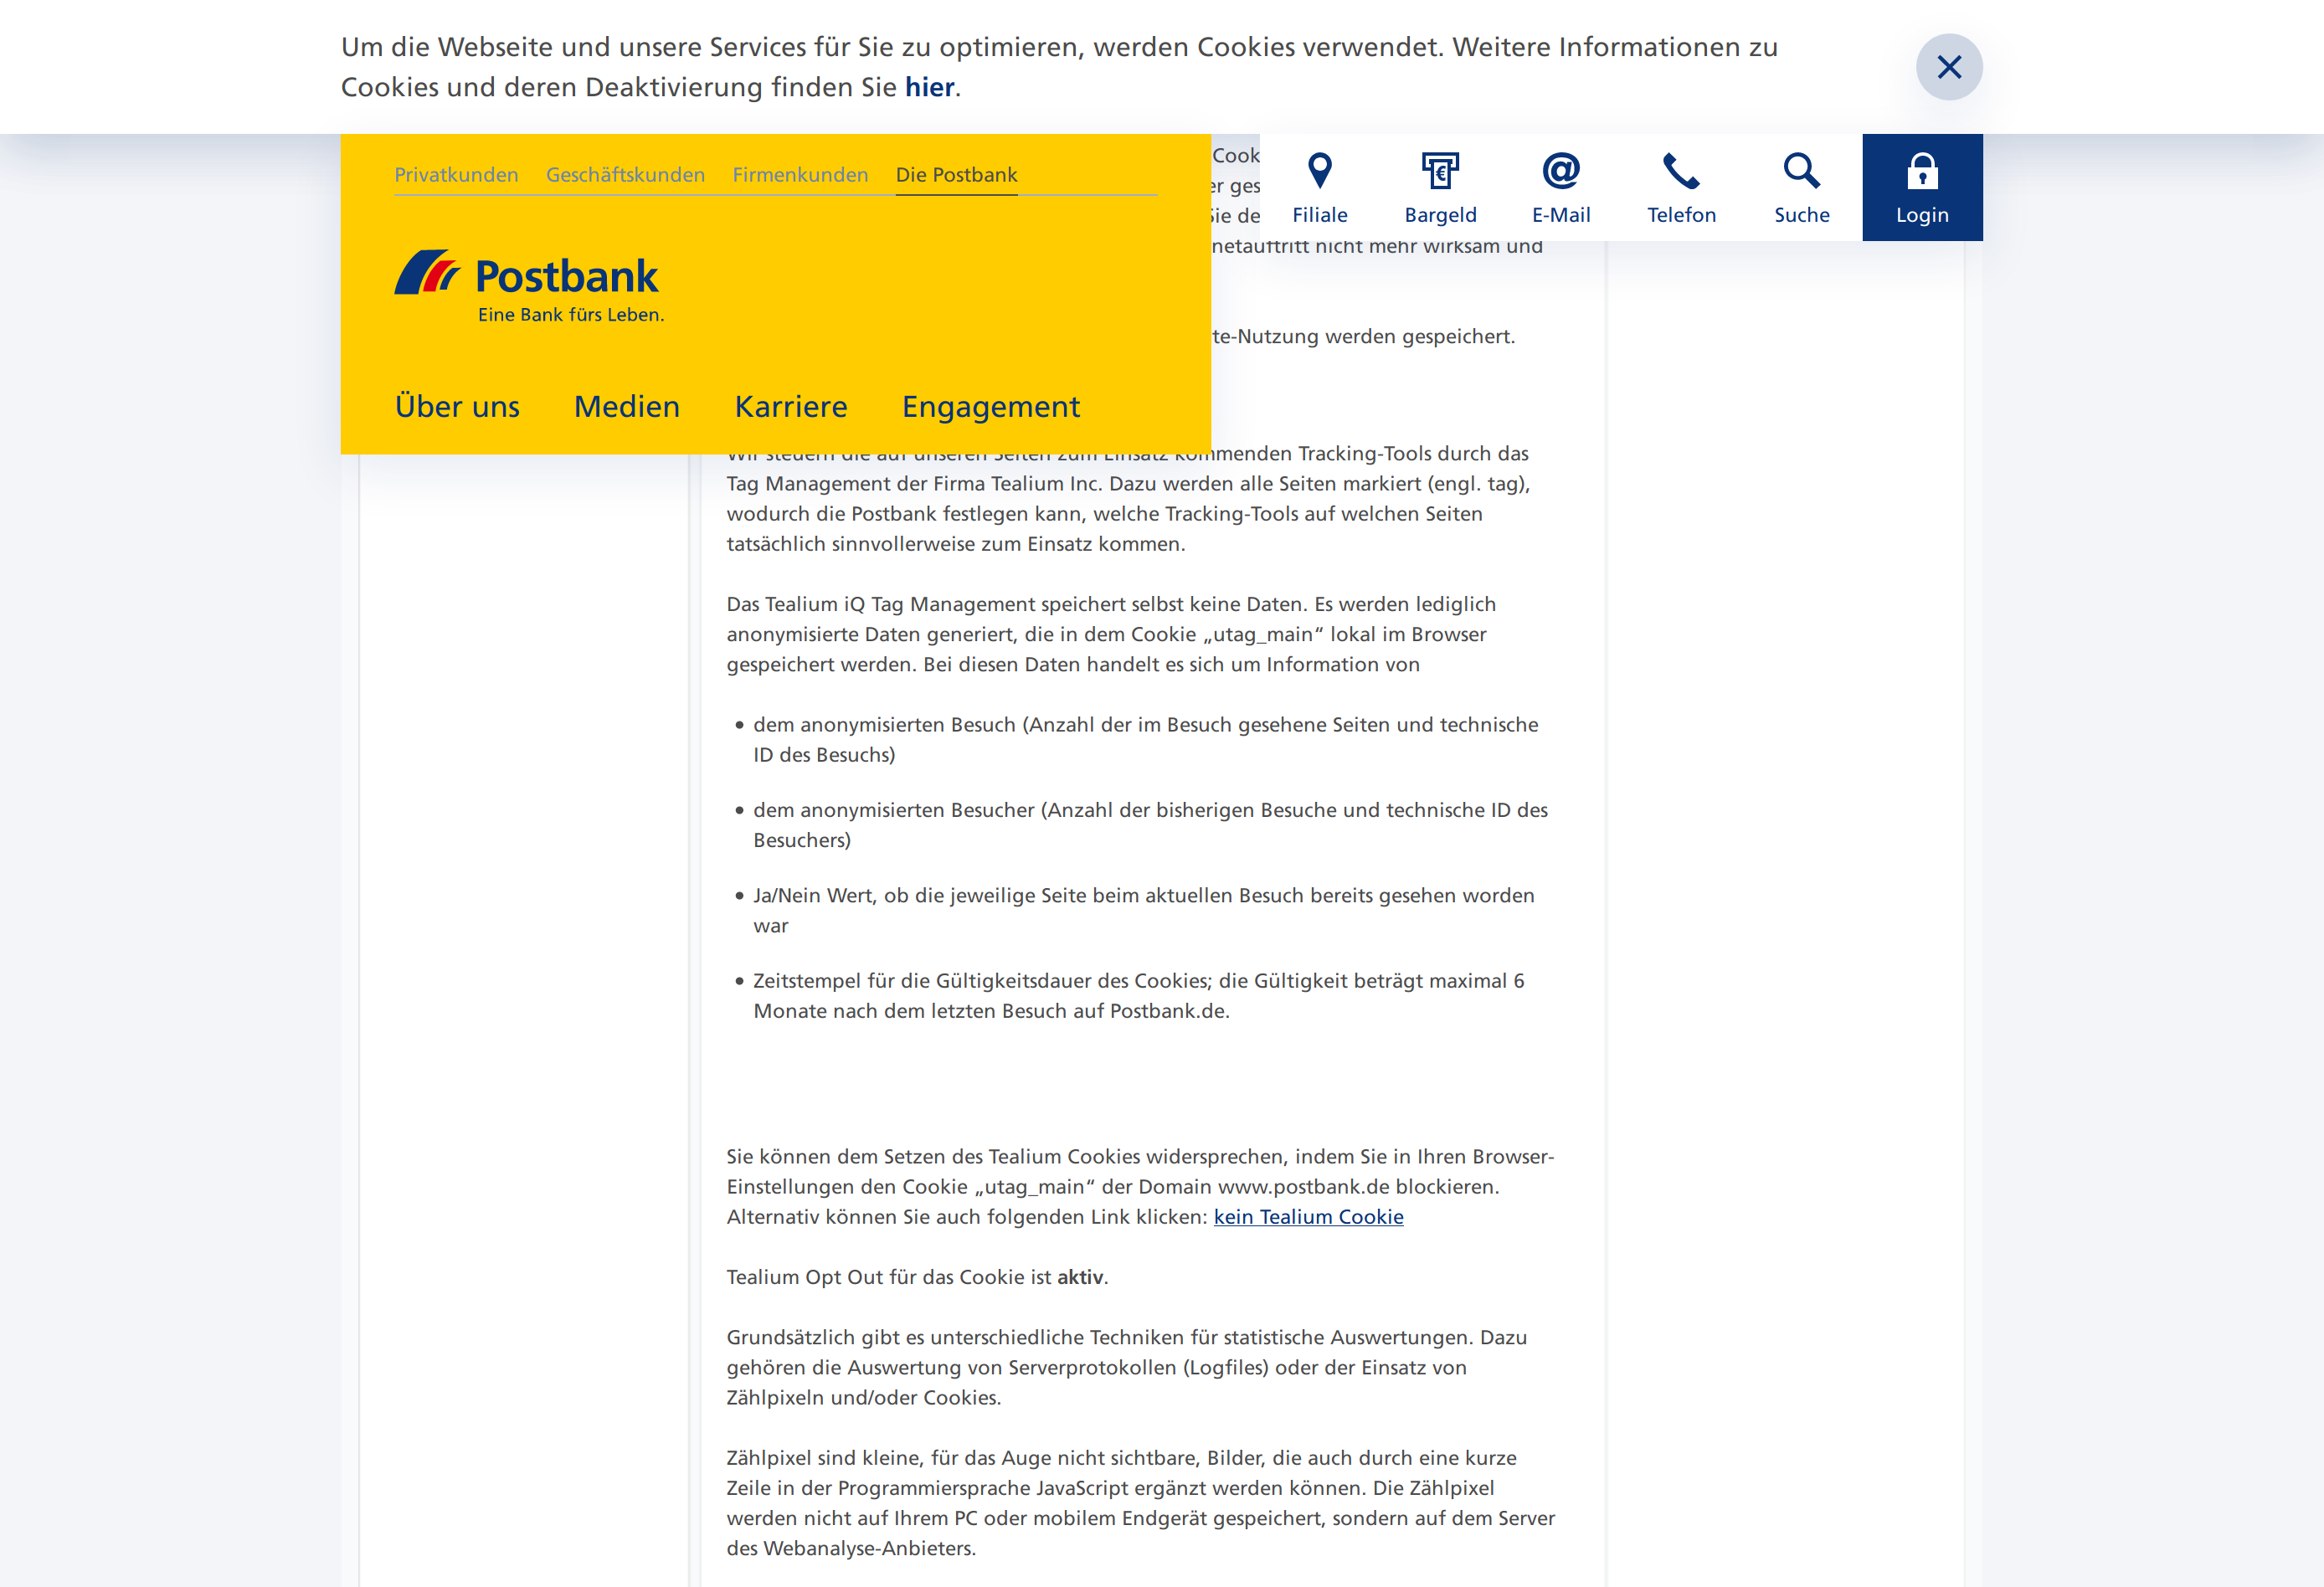 Um die Webseite und unsere Services für Sie zu optimieren, werden Cookies verwendet. Weitere Informationen zu
Cookies und deren Deaktivierung finden Sie hier.
Privatkunden Geschäftskunden Firmenkunden Die Postbank
Postbank
Eine Bank fürs Leben.
Über uns Medien Karriere Engagement
Filiale Bargeld E-Mail Telefon Suche Login
nicht mehr wirksam und
te-Nutzung werden gespeichert.
Wir steuern die auf unseren Seiten zum Einsatz kommenden Tracking-Tools durch das
Tag Management der Firma Tealium Inc. Dazu werden alle Seiten markiert (engl. tag),
wodurch die Postbank festlegen kann, welche Tracking-Tools auf welchen Seiten
tatsächlich sinnvollerweise zum Einsatz kommen.
Das Tealium iQ Tag Management speichert selbst keine Daten. Es werden lediglich
anonymisierte Daten generiert, die in dem Cookie „utag_main“ lokal im Browser
gespeichert werden. Bei diesen Daten handelt es sich um Information von
• dem anonymisierten Besuch (Anzahl der im Besuch gesehene Seiten und technische
ID des Besuchs)
• dem anonymisierten Besucher (Anzahl der bisherigen Besuche und technische ID des
Besuchers)
• Ja/Nein Wert, ob die jeweilige Seite beim aktuellen Besuch bereits gesehen worden
war
• Zeitstempel für die Gültigkeitsdauer des Cookies; die Gültigkeit beträgt maximal 6
Monate nach dem letzten Besuch auf Postbank.de.
Sie können dem Setzen des Tealium Cookies widersprechen, indem Sie in Ihren Browser-
Einstellungen den Cookie „utag_main“ der Domain www.postbank.de blockieren.
Alternativ können Sie auch folgenden Link klicken: kein Tealium Cookie
Tealium Opt Out für das Cookie ist aktiv.
Grundsätzlich gibt es unterschiedliche Techniken für statistische Auswertungen. Dazu
gehören die Auswertung von Serverprotokollen (Logfiles) oder der Einsatz von
Zählpixeln und/oder Cookies.
Zählpixel sind kleine, für das Auge nicht sichtbare, Bilder, die auch durch eine kurze
Zeile in der Programmiersprache JavaScript ergänzt werden können. Die Zählpixel
werden nicht auf Ihrem PC oder mobilem Endgerät gespeichert, sondern auf dem Server
des Webanalyse-Anbieters.